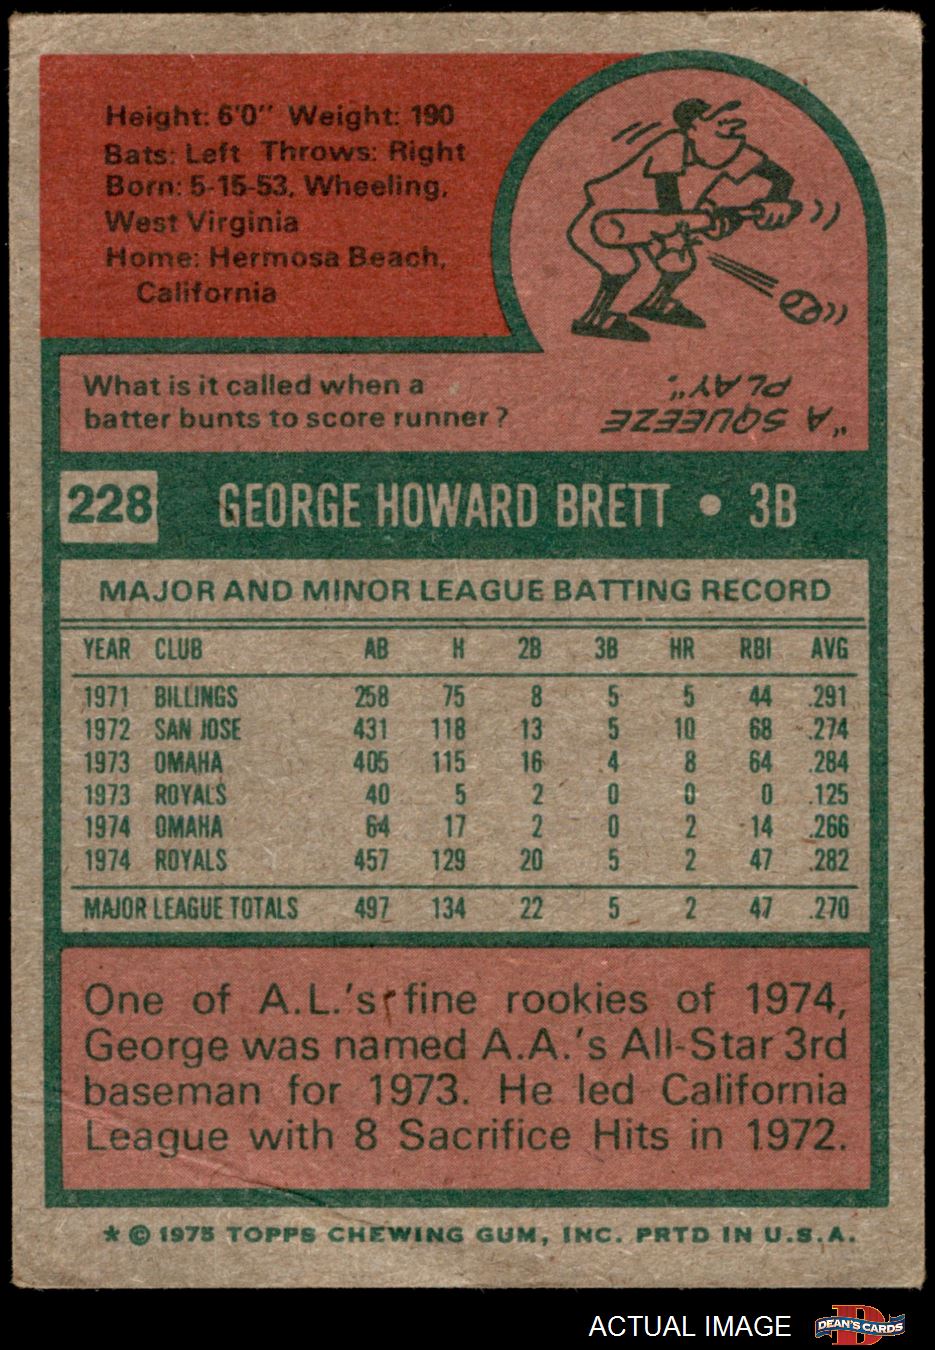 Height: 6'0" Weight: 190
Bats: Left Throws: Right
Born: 5-15-53, Wheeling,
West Virginia
Home: Hermosa Beach,
California
What is it called when a
batter bunts to score runner?
"A SQUEEZE
PLAY".
228 GEORGE HOWARD BRETT • 3B
MAJOR AND MINOR LEAGUE BATTING RECORD
YEAR CLUB AB H 2B 3B HR RBI AVG
1971 BILLINGS 258 75 8 5 5 44 .291
1972 SAN JOSE 431 118 13 5 10 68 .274
1973 OMAHA 405 115 16 4 8 64 .284
1973 ROYALS 40 5 2 0 0 0 .125
1974 OMAHA 64 17 2 0 2 14 .266
1974 ROYALS 457 129 20 5 2 47 .282
MAJOR LEAGUE TOTALS 497 134 22 5 2 47 .270
One of A.L.'s fine rookies of 1974,
George was named A.A.'s All-Star 3rd
baseman for 1973. He led California
League with 8 Sacrifice Hits in 1972.
* © 1975 TOPPS CHEWING GUM, INC. PRTD IN U.S.A.
ACTUAL IMAGE
D
DEAN'S CARDS